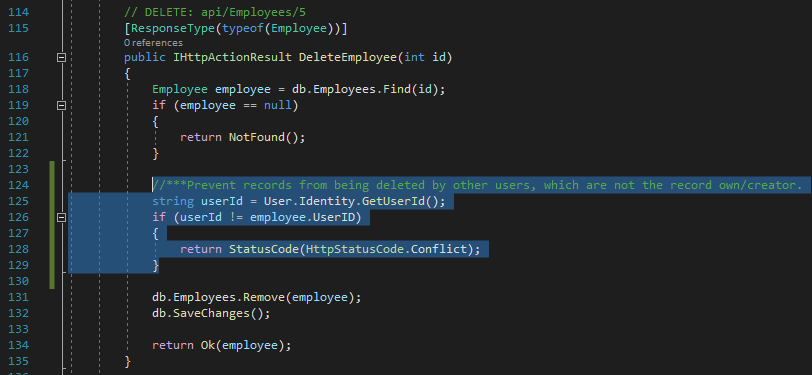 114 // DELETE: api/Employees/5
115 [ResponseType(typeof(Employee))]
0 references
116 public IHttpActionResult DeleteEmployee(int id)
117 {
118 Employee employee = db.Employees.Find(id);
119 if (employee == null)
120 {
121 return NotFound();
122 }
123
124 //***Prevent records from being deleted by other users, which are not the record own/creator.
125 string userId = User.Identity.GetUserId();
126 if (userId != employee.UserID)
127 {
128 return StatusCode(HttpStatusCode.Conflict);
129 }
130
131 db.Employees.Remove(employee);
132 db.SaveChanges();
133
134 return Ok(employee);
135 }